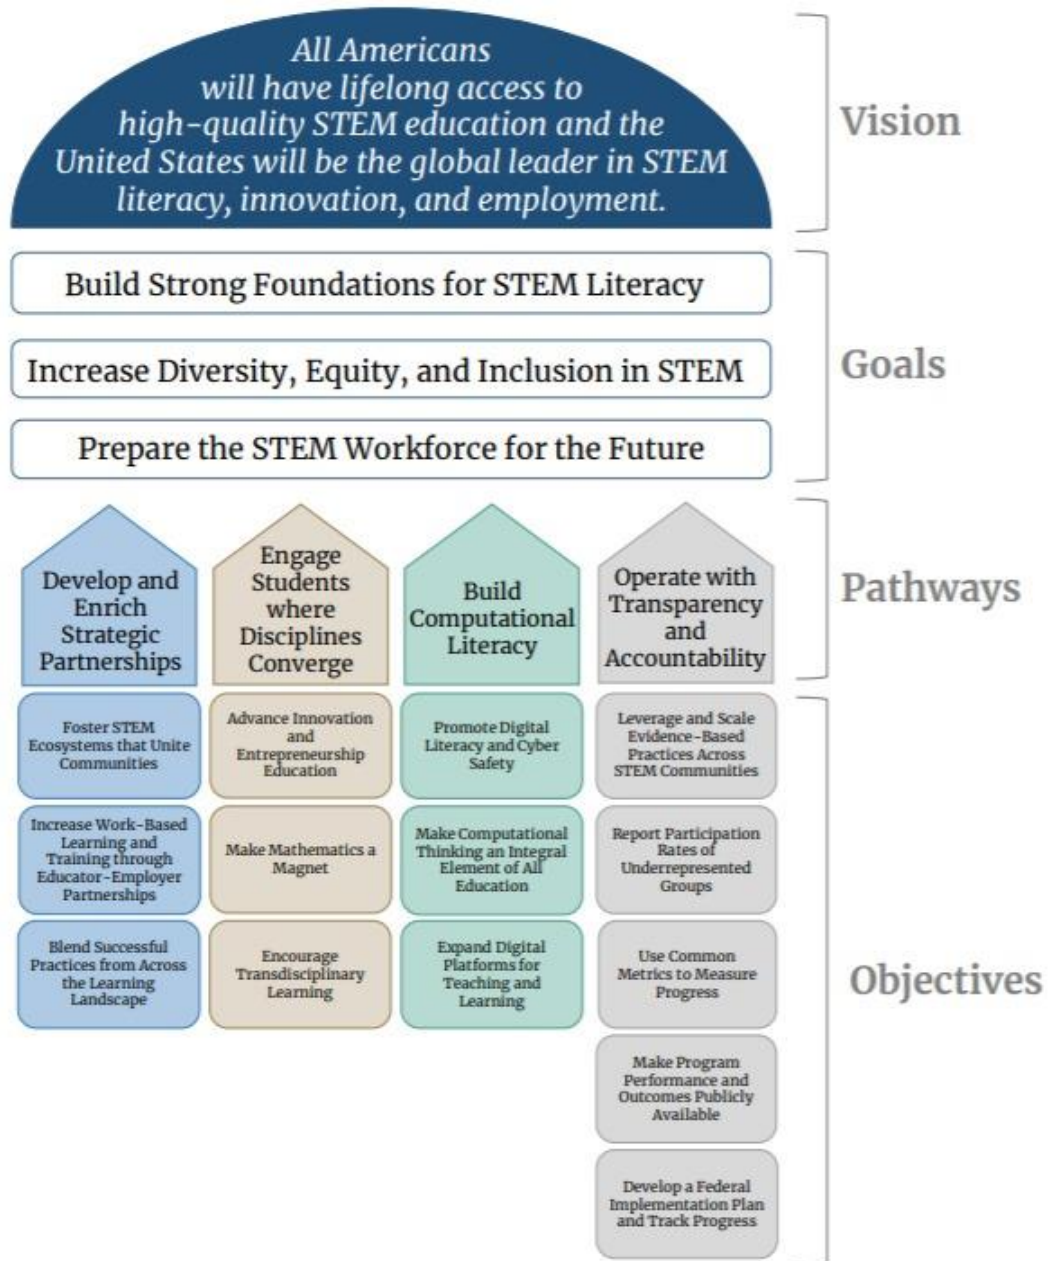 All Americans
will have lifelong access to
high-quality STEM education and the
United States will be the global leader in STEM
literacy, innovation, and employment.
Vision
Build Strong Foundations for STEM Literacy
Increase Diversity, Equity, and Inclusion in STEM
Prepare the STEM Workforce for the Future
Goals
Develop and
Enrich
Strategic
Partnerships
Engage
Students
where
Disciplines
Converge
Build
Computational
Literacy
Operate with
Transparency
and
Accountability
Pathways
Foster STEM
Ecosystems that Unite
Communities
Advance Innovation
and
Entrepreneurship
Education
Promote Digital
Literacy and Cyber
Safety
Leverage and Scale
Evidence-Based
Practices Across
STEM Communities
Increase Work-Based
Learning and
Training through
Educator-Employer
Partnerships
Make Mathematics a
Magnet
Make Computational
Thinking an Integral
Element of All
Education
Report Participation
Rates of
Underrepresented
Groups
Blend Successful
Practices from Across
the Learning
Landscape
Encourage
Transdisciplinary
Learning
Expand Digital
Platforms for
Teaching and
Learning
Use Common
Metrics to Measure
Progress
Objectives
Make Program
Performance and
Outcomes Publicly
Available
Develop a Federal
Implementation Plan
and Track Progress